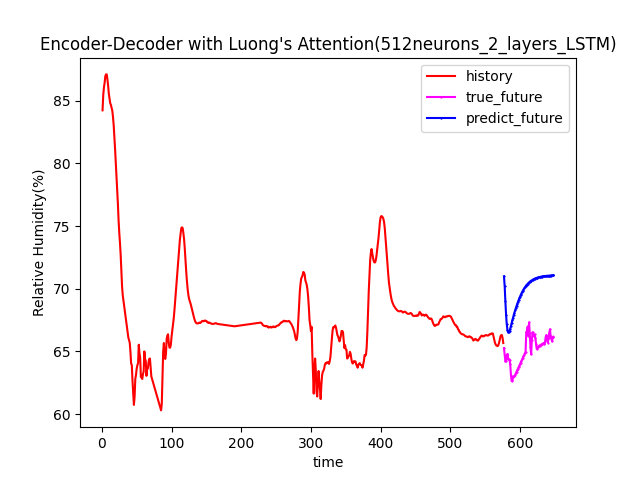 Encoder-Decoder with Luong's Attention(512neurons_2_layers_LSTM)
history
true_future
predict_future
Relative Humidity(%)
85
80
75
70
65
60
0 100 200 300 400 500 600
time